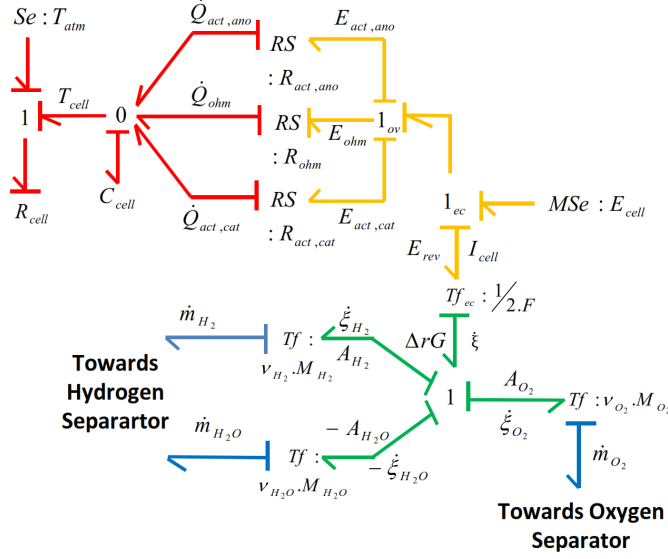 Se : T_atm
Q̇_act,ano
E_act,ano
RS
: R_act,ano
T_cell
Q̇_ohm
1
0
RS
E_ohm
1_ov
: R_ohm
R_cell
C_cell
RS
Q̇_act,cat
E_act,cat
: R_act,cat
1_ec
MSe : E_cell
E_rev
I_cell
Tf_ec : 1/2.F
ṁ_H2
ξ̇_H2
Tf :
A_H2
ΔrG
ξ̇
ν_H2.M_H2
Towards
Hydrogen
Separartor
1
A_O2
Tf : ν_O2.M_O2
ξ̇_O2
ṁ_H2O
− A_H2O
Tf :
− ξ̇_H2O
ν_H2O.M_H2O
ṁ_O2
Towards Oxygen
Separator